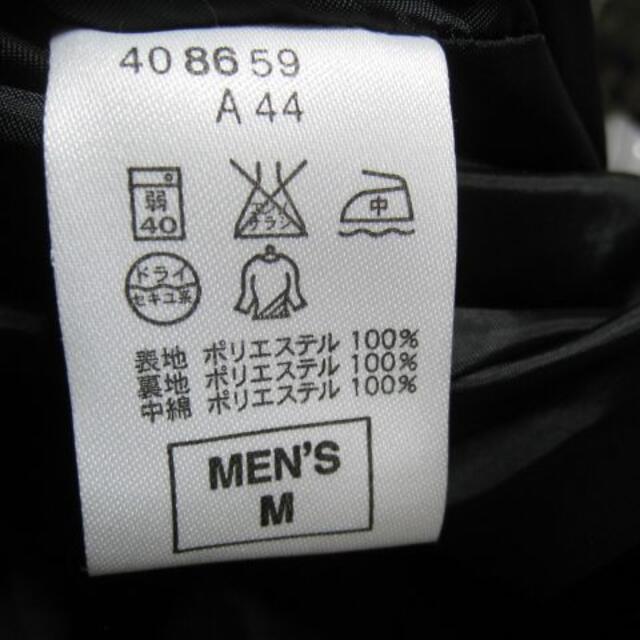 40 86 59
A 44
弱
40
エンソ
サラシ
中
ドライ
セキユ系
表地 ポリエステル 100%
裏地 ポリエステル 100%
中綿 ポリエステル 100%
MEN'S
M